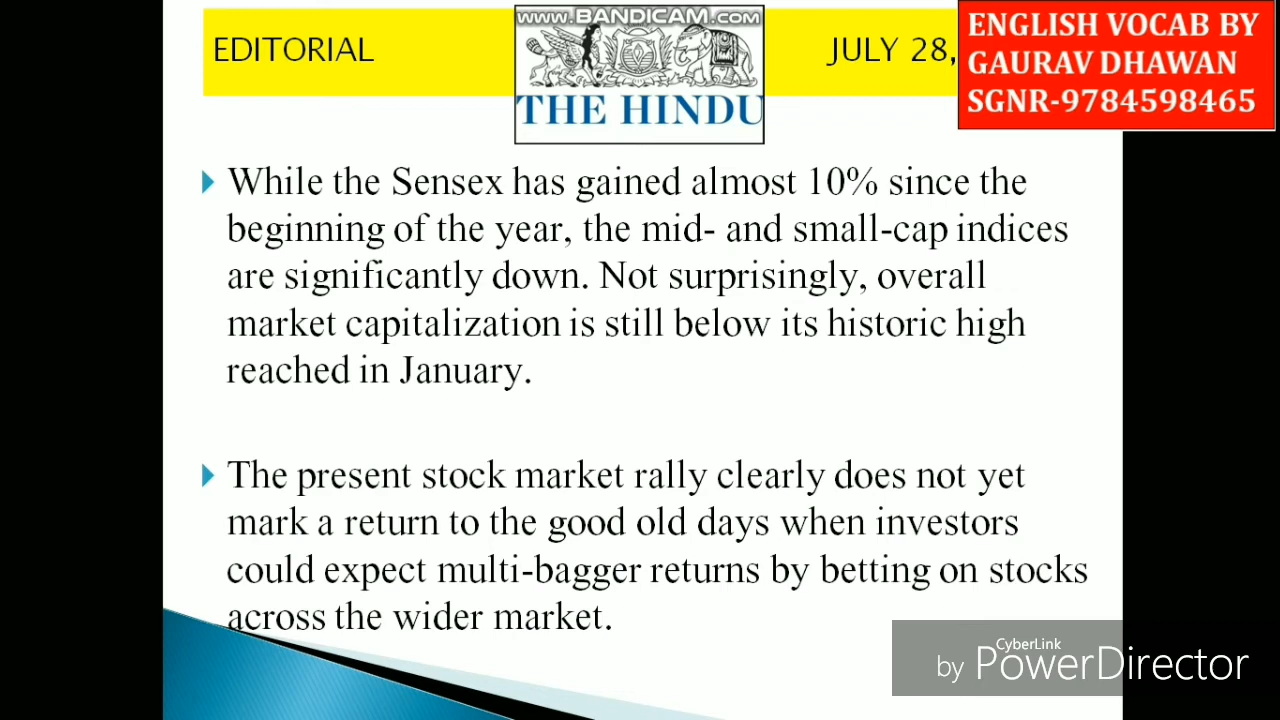 www.BANDICAM.com
EDITORIAL
JULY 28,
ENGLISH VOCAB BY
GAURAV DHAWAN
SGNR-9784598465
THE HINDU
While the Sensex has gained almost 10% since the
beginning of the year, the mid- and small-cap indices
are significantly down. Not surprisingly, overall
market capitalization is still below its historic high
reached in January.
The present stock market rally clearly does not yet
mark a return to the good old days when investors
could expect multi-bagger returns by betting on stocks
across the wider market.
CyberLink
by PowerDirector